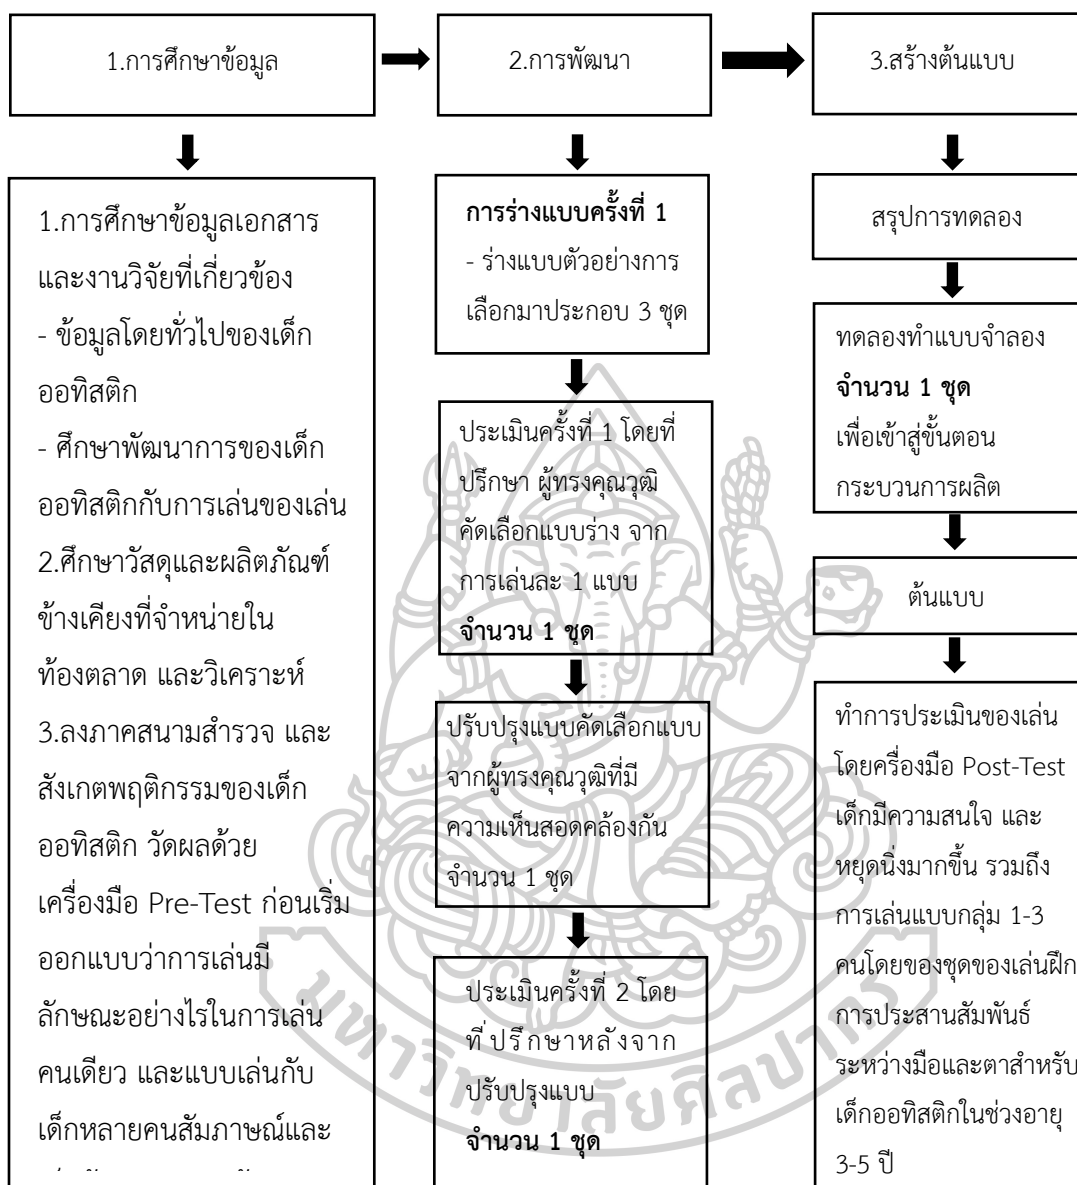 1.การศึกษาข้อมูล
2.การพัฒนา
3.สร้างต้นแบบ
1.การศึกษาข้อมูลเอกสาร
และงานวิจัยที่เกี่ยวข้อง
- ข้อมูลโดยทั่วไปของเด็ก
ออทิสติก
- ศึกษาพัฒนาการของเด็ก
ออทิสติกกับการเล่นของเล่น
2.ศึกษาวัสดุและผลิตภัณฑ์
ข้างเคียงที่จำหน่ายใน
ท้องตลาด และวิเคราะห์
3.ลงภาคสนามสำรวจ และ
สังเกตพฤติกรรมของเด็ก
ออทิสติก วัดผลด้วย
เครื่องมือ Pre-Test ก่อนเริ่ม
ออกแบบว่าการเล่นมี
ลักษณะอย่างไรในการเล่น
คนเดียว และแบบเล่นกับ
เด็กหลายคนสัมภาษณ์และ
การร่างแบบครั้งที่ 1
- ร่างแบบตัวอย่างการ
เลือกมาประกอบ 3 ชุด
ประเมินครั้งที่ 1 โดยที่
ปรึกษา ผู้ทรงคุณวุฒิ
คัดเลือกแบบร่าง จาก
การเล่นละ 1 แบบ
จำนวน 1 ชุด
ปรับปรุงแบบคัดเลือกแบบ
จากผู้ทรงคุณวุฒิที่มี
ความเห็นสอดคล้องกัน
จำนวน 1 ชุด
ประเมินครั้งที่ 2 โดย
ที่ปรึกษาหลังจาก
ปรับปรุงแบบ
จำนวน 1 ชุด
สรุปการทดลอง
ทดลองทำแบบจำลอง
จำนวน 1 ชุด
เพื่อเข้าสู่ขั้นตอน
กระบวนการผลิต
ต้นแบบ
ทำการประเมินของเล่น
โดยครื่องมือ Post-Test
เด็กมีความสนใจ และ
หยุดนิ่งมากขึ้น รวมถึง
การเล่นแบบกลุ่ม 1-3
คนโดยของชุดของเล่นฝึก
การประสานสัมพันธ์
ระหว่างมือและตาสำหรับ
เด็กออทิสติกในช่วงอายุ
3-5 ปี
มหาวิทยาลัยศิลปากร